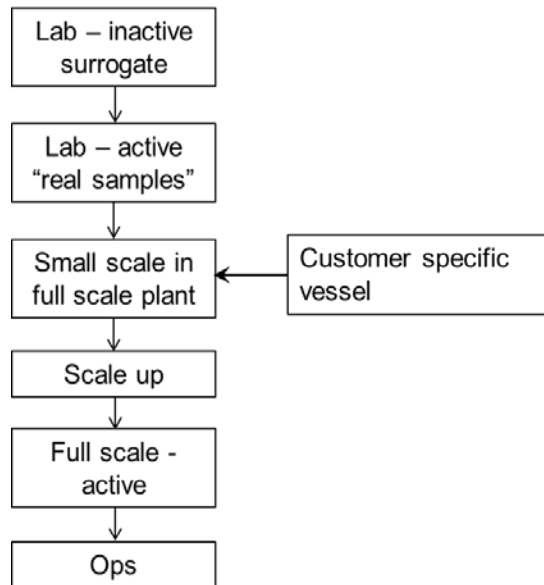 Lab – inactive
surrogate
Lab – active
“real samples”
Small scale in
full scale plant
Customer specific
vessel
Scale up
Full scale -
active
Ops